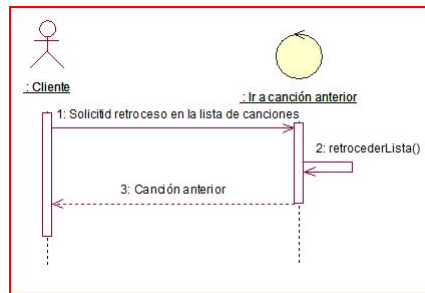 : Cliente
: Ir a canción anterior
1: Solicitid retroceso en la lista de canciones
2: retrocederLista()
3: Canción anterior